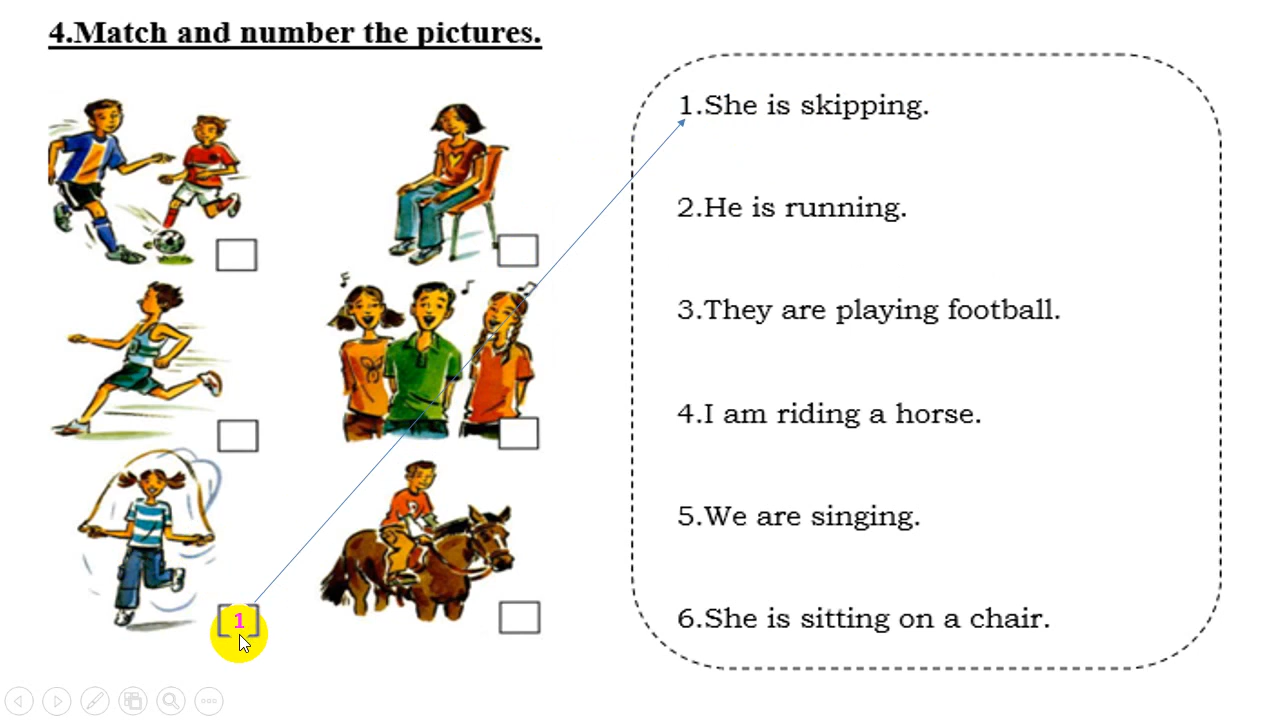 4.Match and number the pictures.
1.She is skipping.
2.He is running.
3.They are playing football.
4.I am riding a horse.
5.We are singing.
6.She is sitting on a chair.
1